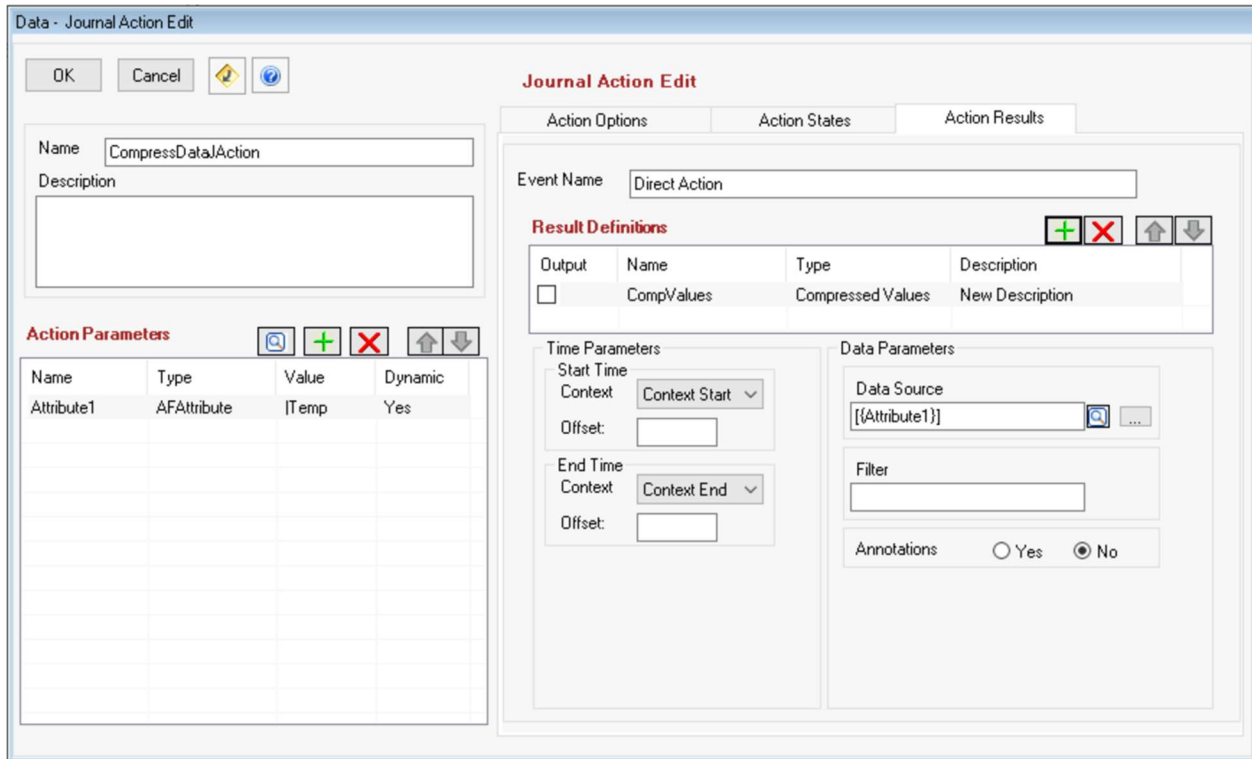 Data - Journal Action Edit
OK Cancel
Journal Action Edit
Action Options Action States Action Results
Name CompressDataJAction
Description
Event Name Direct Action
Result Definitions
Output Name Type Description
CompValues Compressed Values New Description
Action Parameters
Name Type Value Dynamic
Attribute1 AFAttribute |Temp Yes
Time Parameters
Start Time
Context Context Start
Offset:
End Time
Context Context End
Offset:
Data Parameters
Data Source
[{Attribute1}] ...
Filter
Annotations Yes No